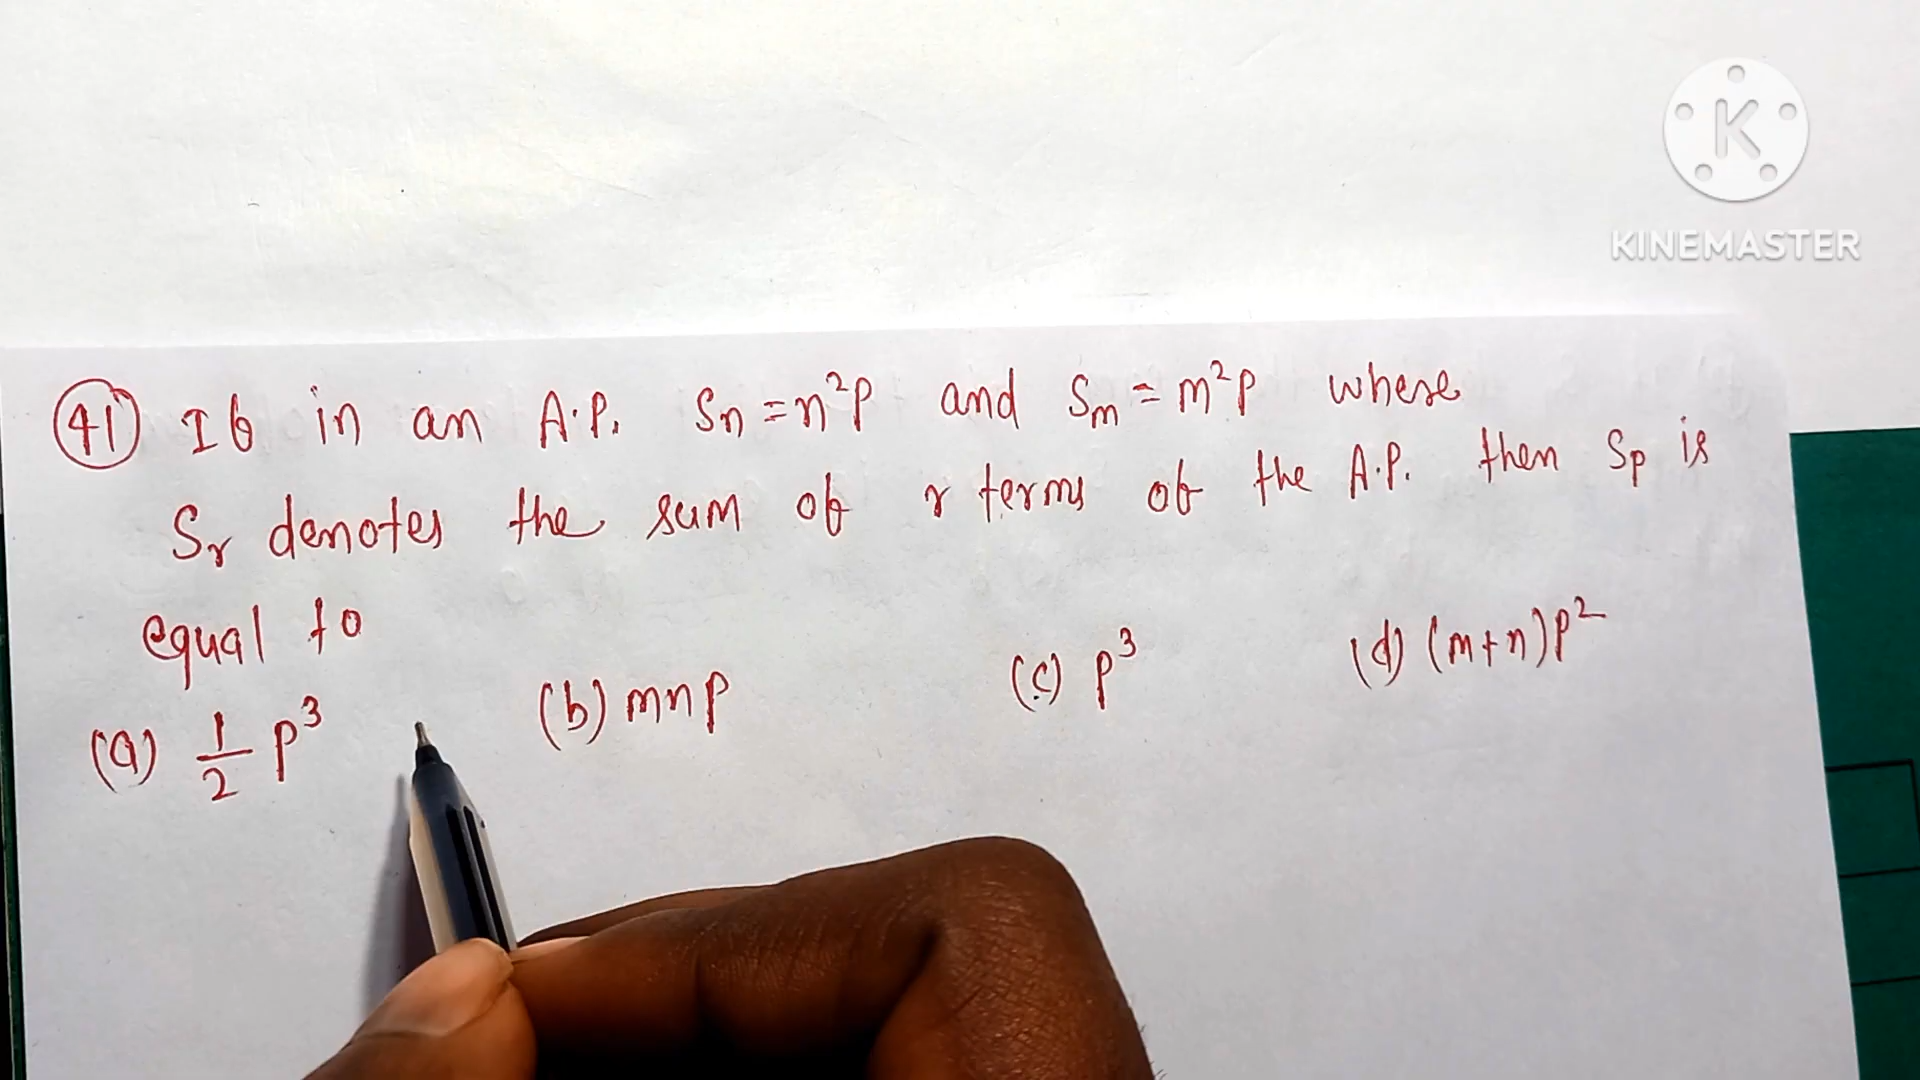 KINEMASTER
(41) If in an A.P. Sn = n²p and Sm = m²p where
Sr denotes the sum of r terms of the A.P. then Sp is
equal to
(a) 1/2 p³ (b) mnp (c) p³ (d) (m+n)p²